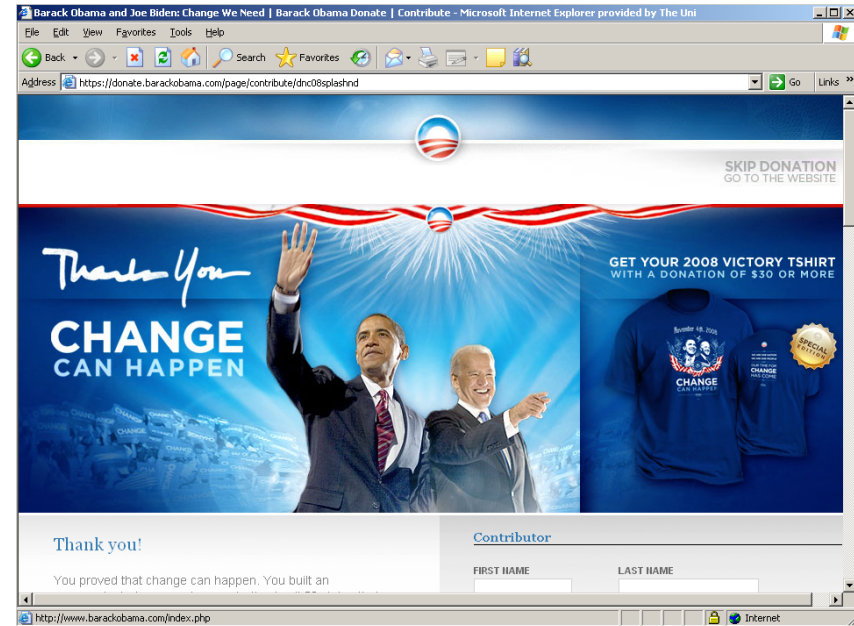 Barack Obama and Joe Biden: Change We Need | Barack Obama Donate | Contribute - Microsoft Internet Explorer provided by The Uni
File Edit View Favorites Tools Help
Back Search Favorites
Address https://donate.barackobama.com/page/contribute/dnc08splashnd Go Links »
SKIP DONATION
GO TO THE WEBSITE
Thank You
CHANGE
CAN HAPPEN
GET YOUR 2008 VICTORY TSHIRT
WITH A DONATION OF $30 OR MORE
November 4th, 2008
CHANGE
CAN HAPPEN
CHANGE
HAS COME
SPECIAL
EDITION
Thank you!
You proved that change can happen. You built an
Contributor
FIRST NAME LAST NAME
http://www.barackobama.com/index.php Internet